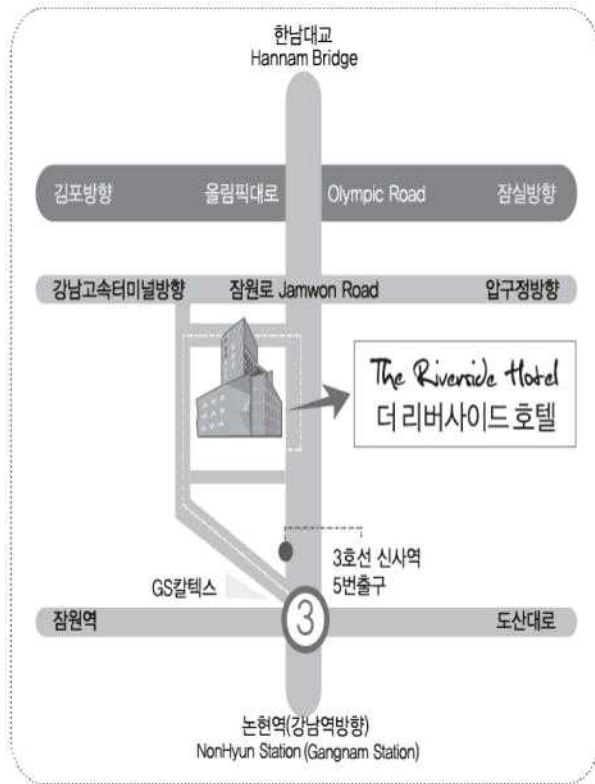 한남대교
Hannam Bridge
김포방향 올림픽대로 Olympic Road 잠실방향
강남고속터미널방향 잠원로 Jamwon Road 압구정방향
The Riverside Hotel
더 리버사이드 호텔
3호선 신사역
5번출구
GS칼텍스
3
잠원역 도산대로
논현역(강남역방향)
NonHyun Station (Gangnam Station)